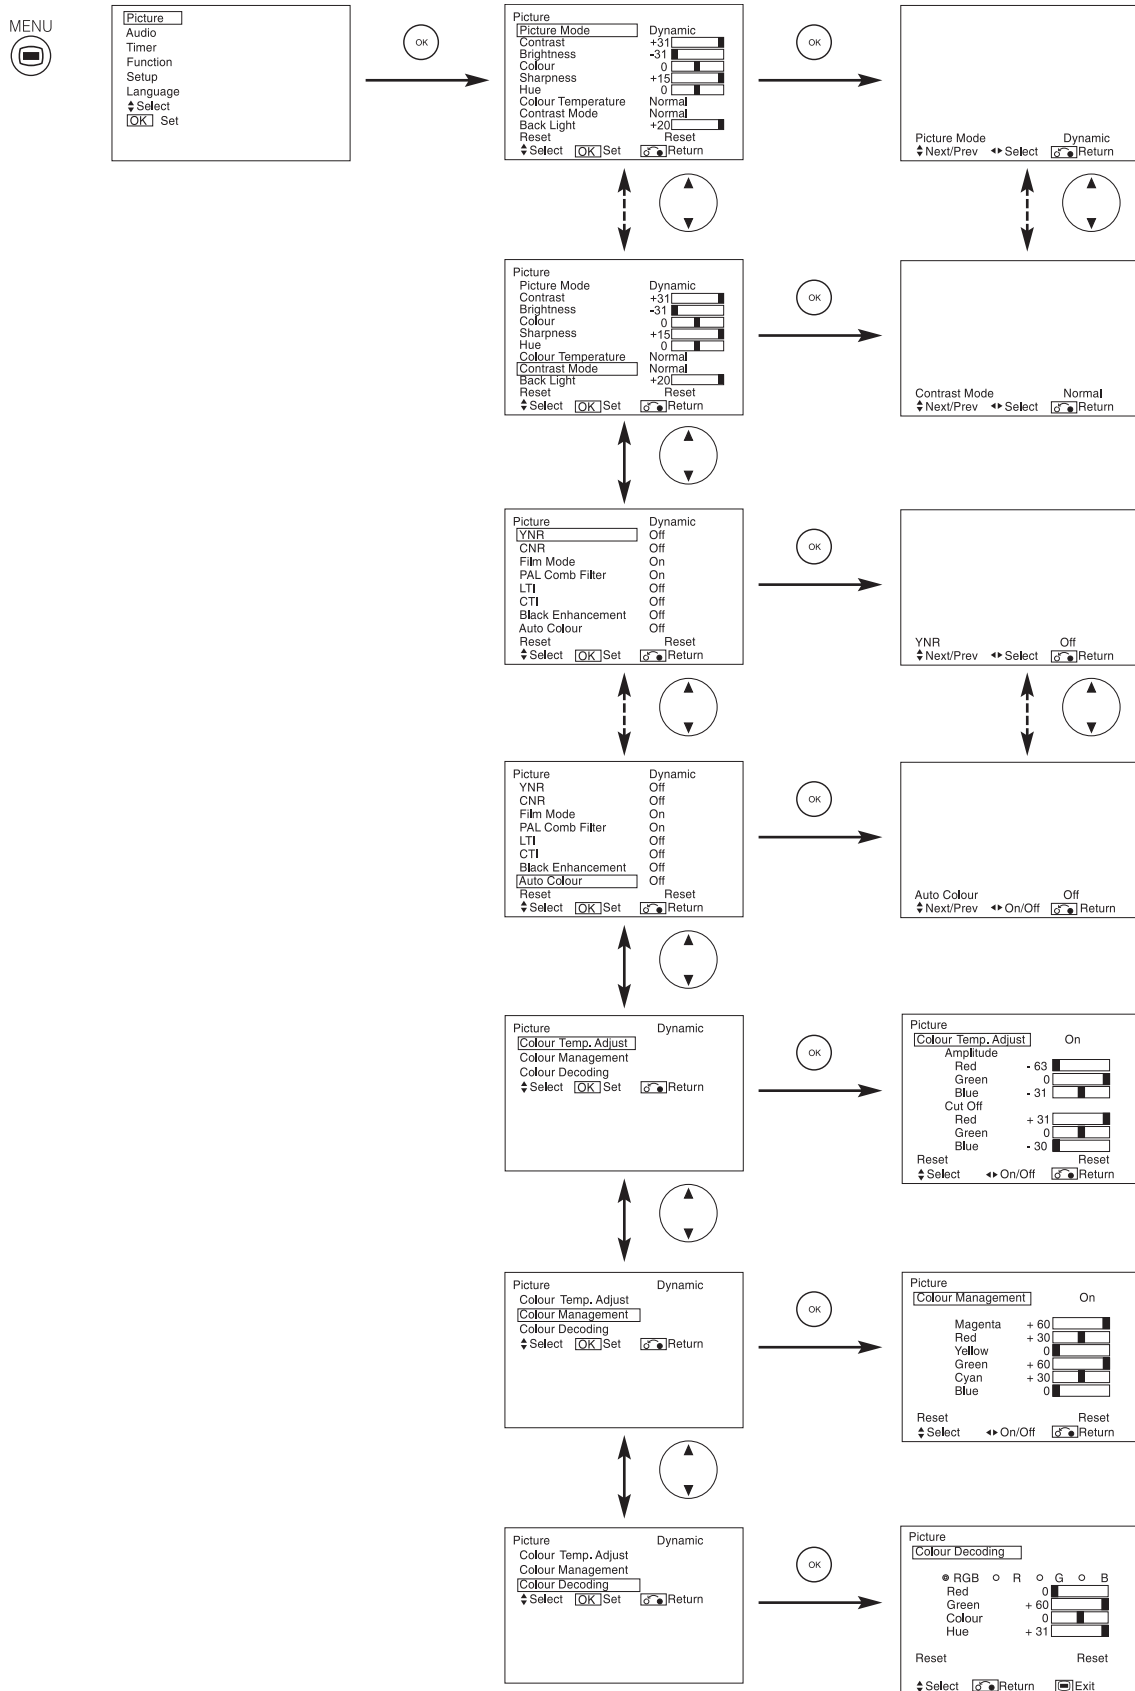 MENU
Picture
Audio
Timer
Function
Setup
Language
Select
OK Set
OK
Picture
Picture Mode Dynamic
Contrast +31
Brightness -31
Colour 0
Sharpness +15
Hue 0
Colour Temperature Normal
Contrast Mode Normal
Back Light +20
Reset Reset
Select OK Set Return
OK
Picture Mode Dynamic
Next/Prev Select Return
Picture
Picture Mode Dynamic
Contrast +31
Brightness -31
Colour 0
Sharpness +15
Hue 0
Colour Temperature Normal
Contrast Mode Normal
Back Light +20
Reset Reset
Select OK Set Return
OK
Contrast Mode Normal
Next/Prev Select Return
Picture Dynamic
YNR Off
CNR Off
Film Mode On
PAL Comb Filter On
LTI Off
CTI Off
Black Enhancement Off
Auto Colour Off
Reset Reset
Select OK Set Return
OK
YNR Off
Next/Prev Select Return
Picture Dynamic
YNR Off
CNR Off
Film Mode On
PAL Comb Filter On
LTI Off
CTI Off
Black Enhancement Off
Auto Colour Off
Reset Reset
Select OK Set Return
OK
Auto Colour Off
Next/Prev On/Off Return
Picture Dynamic
Colour Temp. Adjust
Colour Management
Colour Decoding
Select OK Set Return
OK
Picture
Colour Temp. Adjust On
Amplitude
Red - 63
Green 0
Blue - 31
Cut Off
Red + 31
Green 0
Blue - 30
Reset Reset
Select On/Off Return
Picture Dynamic
Colour Temp. Adjust
Colour Management
Colour Decoding
Select OK Set Return
OK
Picture
Colour Management On
Magenta + 60
Red + 30
Yellow 0
Green + 60
Cyan + 30
Blue 0
Reset Reset
Select On/Off Return
Picture Dynamic
Colour Temp. Adjust
Colour Management
Colour Decoding
Select OK Set Return
OK
Picture
Colour Decoding
RGB R G B
Red 0
Green + 60
Colour 0
Hue + 31
Reset Reset
Select Return Exit